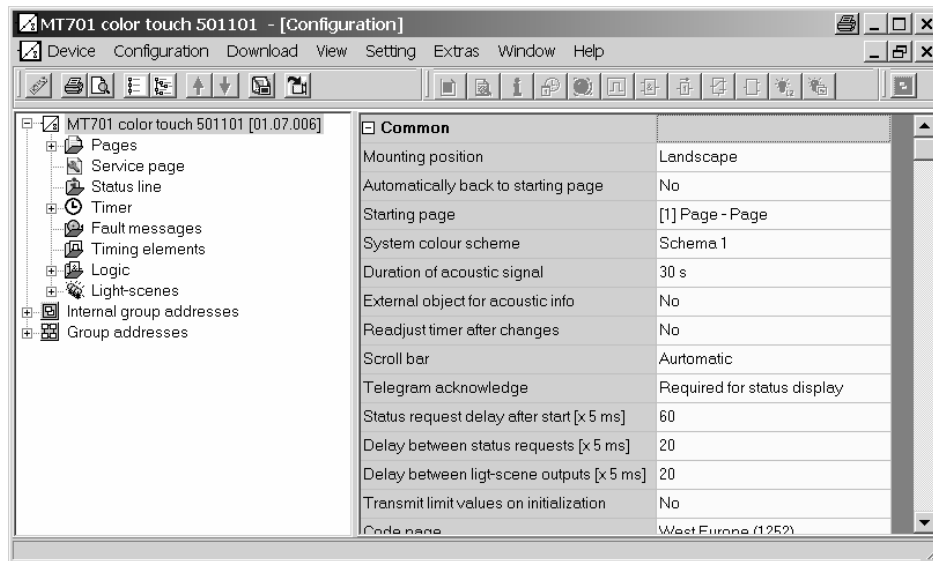 MT701 color touch 501101 - [Configuration]
Device Configuration Download View Setting Extras Window Help
MT701 color touch 501101 [01.07.006]
Pages
Service page
Status line
Timer
Fault messages
Timing elements
Logic
Light-scenes
Internal group addresses
Group addresses
Common
Mounting position Landscape
Automatically back to starting page No
Starting page [1] Page - Page
System colour scheme Schema 1
Duration of acoustic signal 30 s
External object for acoustic info No
Readjust timer after changes No
Scroll bar Aurtomatic
Telegram acknowledge Required for status display
Status request delay after start [x 5 ms] 60
Delay between status requests [x 5 ms] 20
Delay between ligt-scene outputs [x 5 ms] 20
Transmit limit values on initialization No
Code page West Europe (1252)